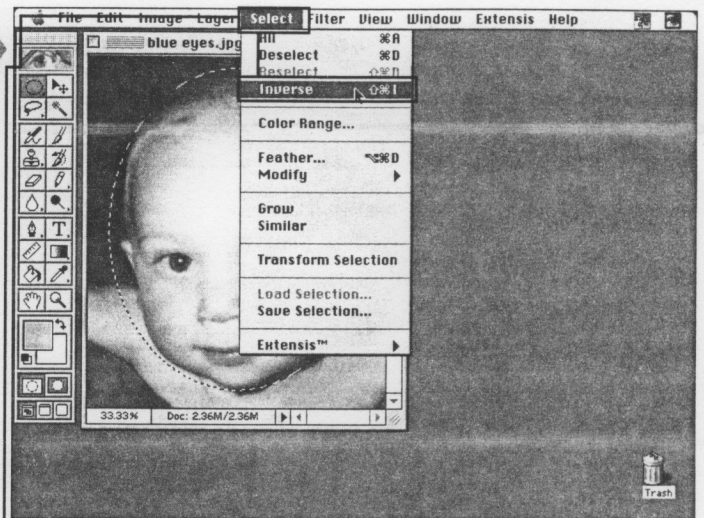 File Edit Image Layer Select Filter View Window Extensis Help
blue eyes.jpg
All ⌘A
Deselect ⌘D
Reselect ⇧⌘D
Inverse ⇧⌘I
Color Range...
Feather... ⌥⌘D
Modify ▶
Grow
Similar
Transform Selection
Load Selection...
Save Selection...
Extensis™ ▶
T
33.33% Doc: 2.36M/2.36M
Trash